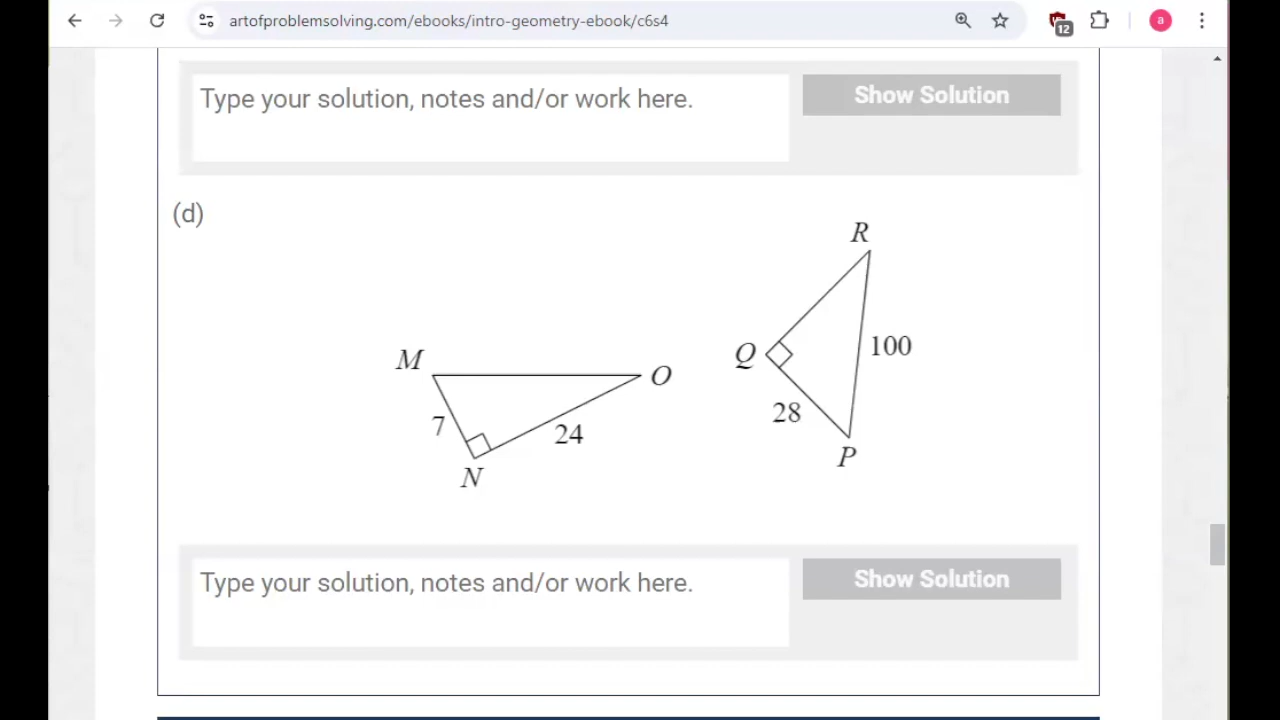 artofproblemsolving.com/ebooks/intro-geometry-ebook/c6s4
12
a
Type your solution, notes and/or work here.
Show Solution
(d)
R
M
O
Q
100
7
24
28
N
P
Type your solution, notes and/or work here.
Show Solution